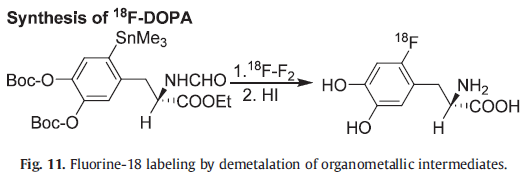 Synthesis of ¹⁸F-DOPA
SnMe₃
¹⁸F
Boc-O
NHCHO
1.¹⁸F-F₂
2. HI
HO
NH₂
COOEt
COOH
Boc-O
H
HO
H
Fig. 11. Fluorine-18 labeling by demetalation of organometallic intermediates.